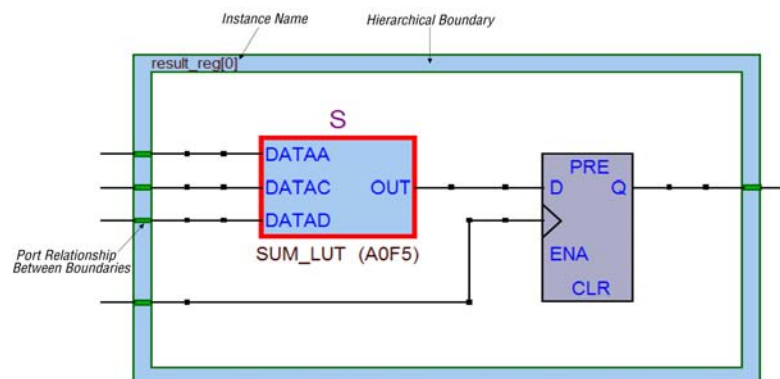 Instance Name
Hierarchical Boundary
result_reg[0]
S
DATAA
DATAC OUT
DATAD
SUM_LUT (A0F5)
PRE
D Q
ENA
CLR
Port Relationship
Between Boundaries